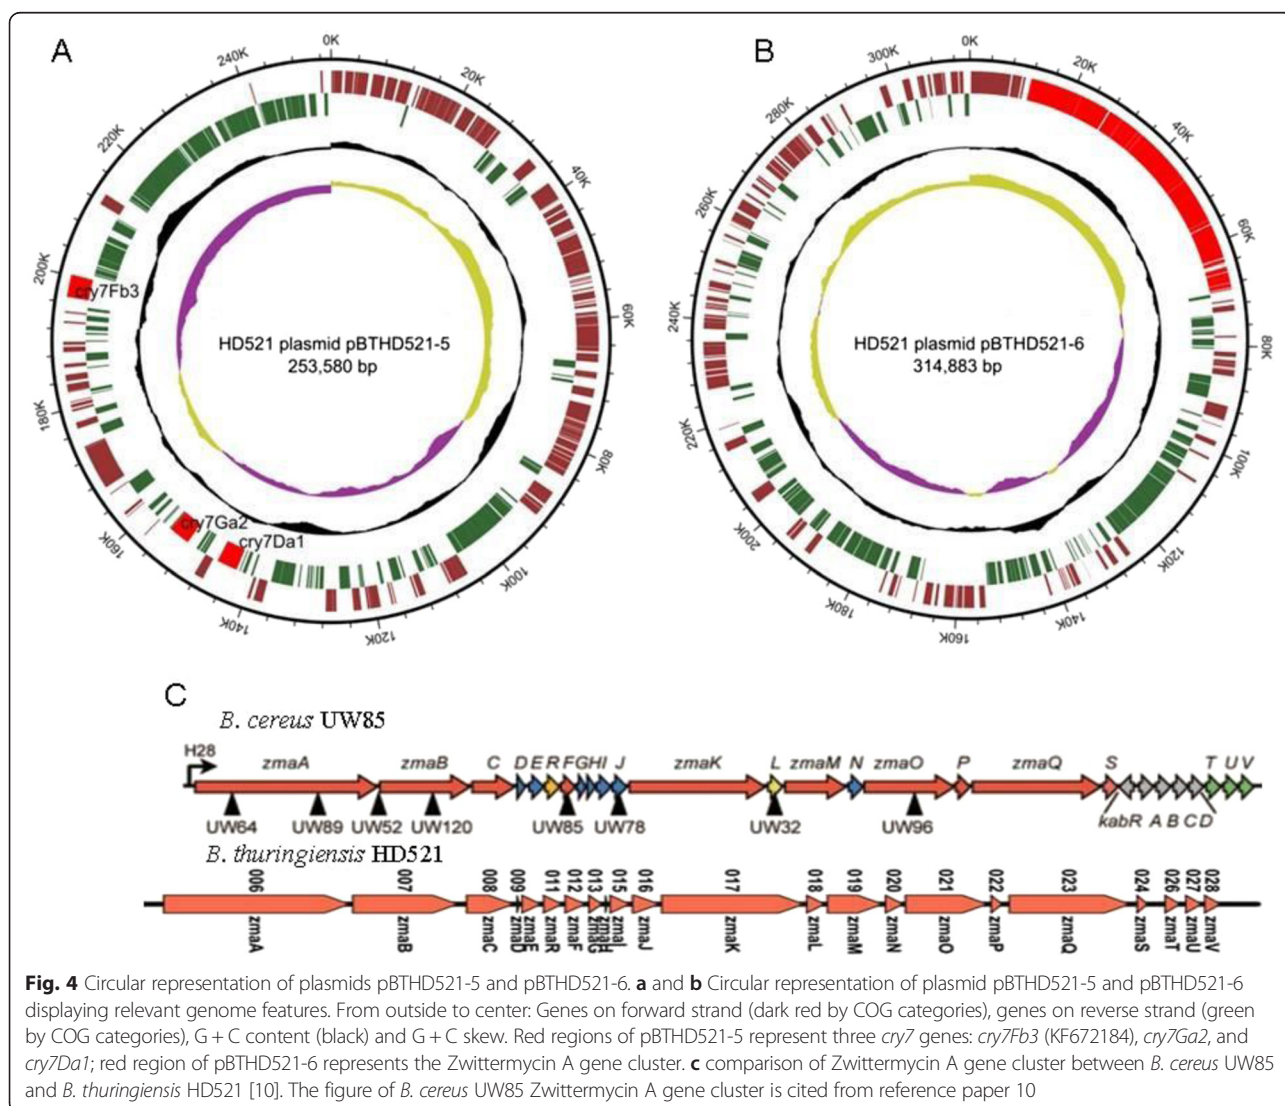 A
0K
20K
40K
60K
80K
100K
120K
140K
160K
180K
200K
220K
240K
cry7Fb3
cry7Ga2
cry7Da1
HD521 plasmid pBTHD521-5
253,580 bp
B
0K
20K
40K
60K
80K
100K
120K
140K
160K
180K
200K
220K
240K
260K
280K
300K
HD521 plasmid pBTHD521-6
314,883 bp
C
B. cereus UW85
H28
zmaA zmaB C D E R F G H I J zmaK L zmaM N zmaO P zmaQ S T U V
kabR A B C D
UW64 UW89 UW52 UW120 UW85 UW78 UW32 UW96
B. thuringiensis HD521
006 007 008 009 011 012 013 015 016 017 018 019 020 021 022 023 024 026 027 028
zmaA zmaB zmaC zmaD zmaE zmaR zmaF zmaG zmaH zmaI zmaJ zmaK zmaL zmaM zmaN zmaO zmaP zmaQ zmaS zmaT zmaU zmaV
Fig. 4 Circular representation of plasmids pBTHD521-5 and pBTHD521-6. a and b Circular representation of plasmid pBTHD521-5 and pBTHD521-6
displaying relevant genome features. From outside to center: Genes on forward strand (dark red by COG categories), genes on reverse strand (green
by COG categories), G + C content (black) and G + C skew. Red regions of pBTHD521-5 represent three cry7 genes: cry7Fb3 (KF672184), cry7Ga2, and
cry7Da1; red region of pBTHD521-6 represents the Zwittermycin A gene cluster. c comparison of Zwittermycin A gene cluster between B. cereus UW85
and B. thuringiensis HD521 [10]. The figure of B. cereus UW85 Zwittermycin A gene cluster is cited from reference paper 10